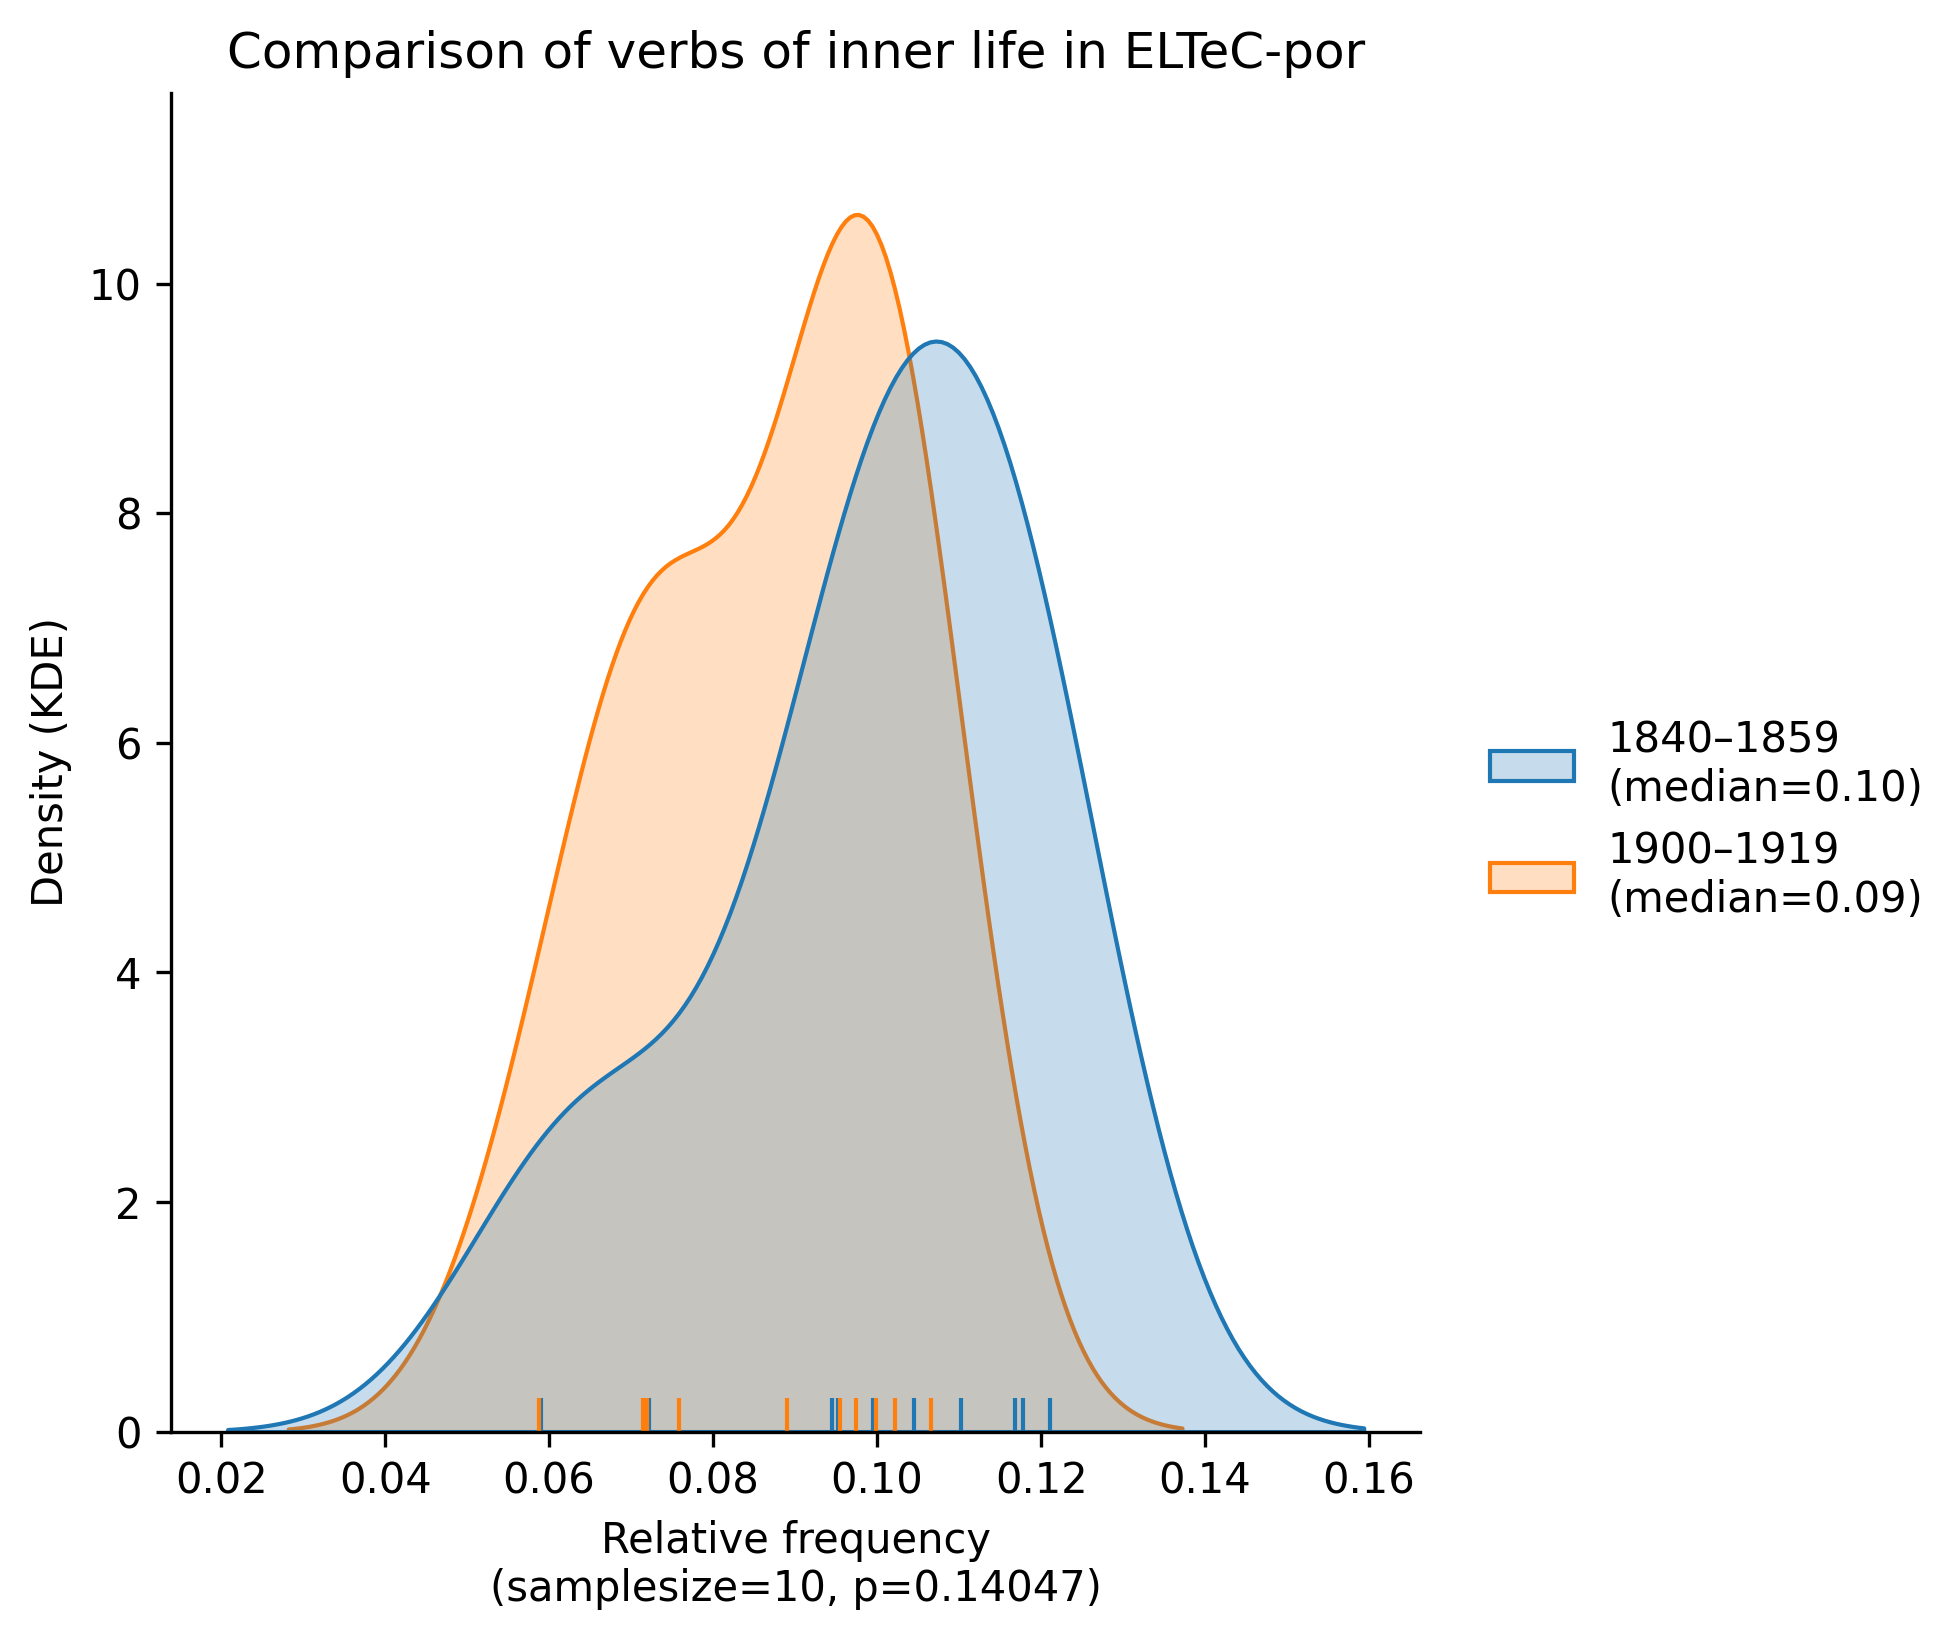 Comparison of verbs of inner life in ELTeC-por
Density (KDE)
10
8
6
4
2
0
0.02 0.04 0.06 0.08 0.10 0.12 0.14 0.16
Relative frequency
(samplesize=10, p=0.14047)
1840–1859
(median=0.10)
1900–1919
(median=0.09)